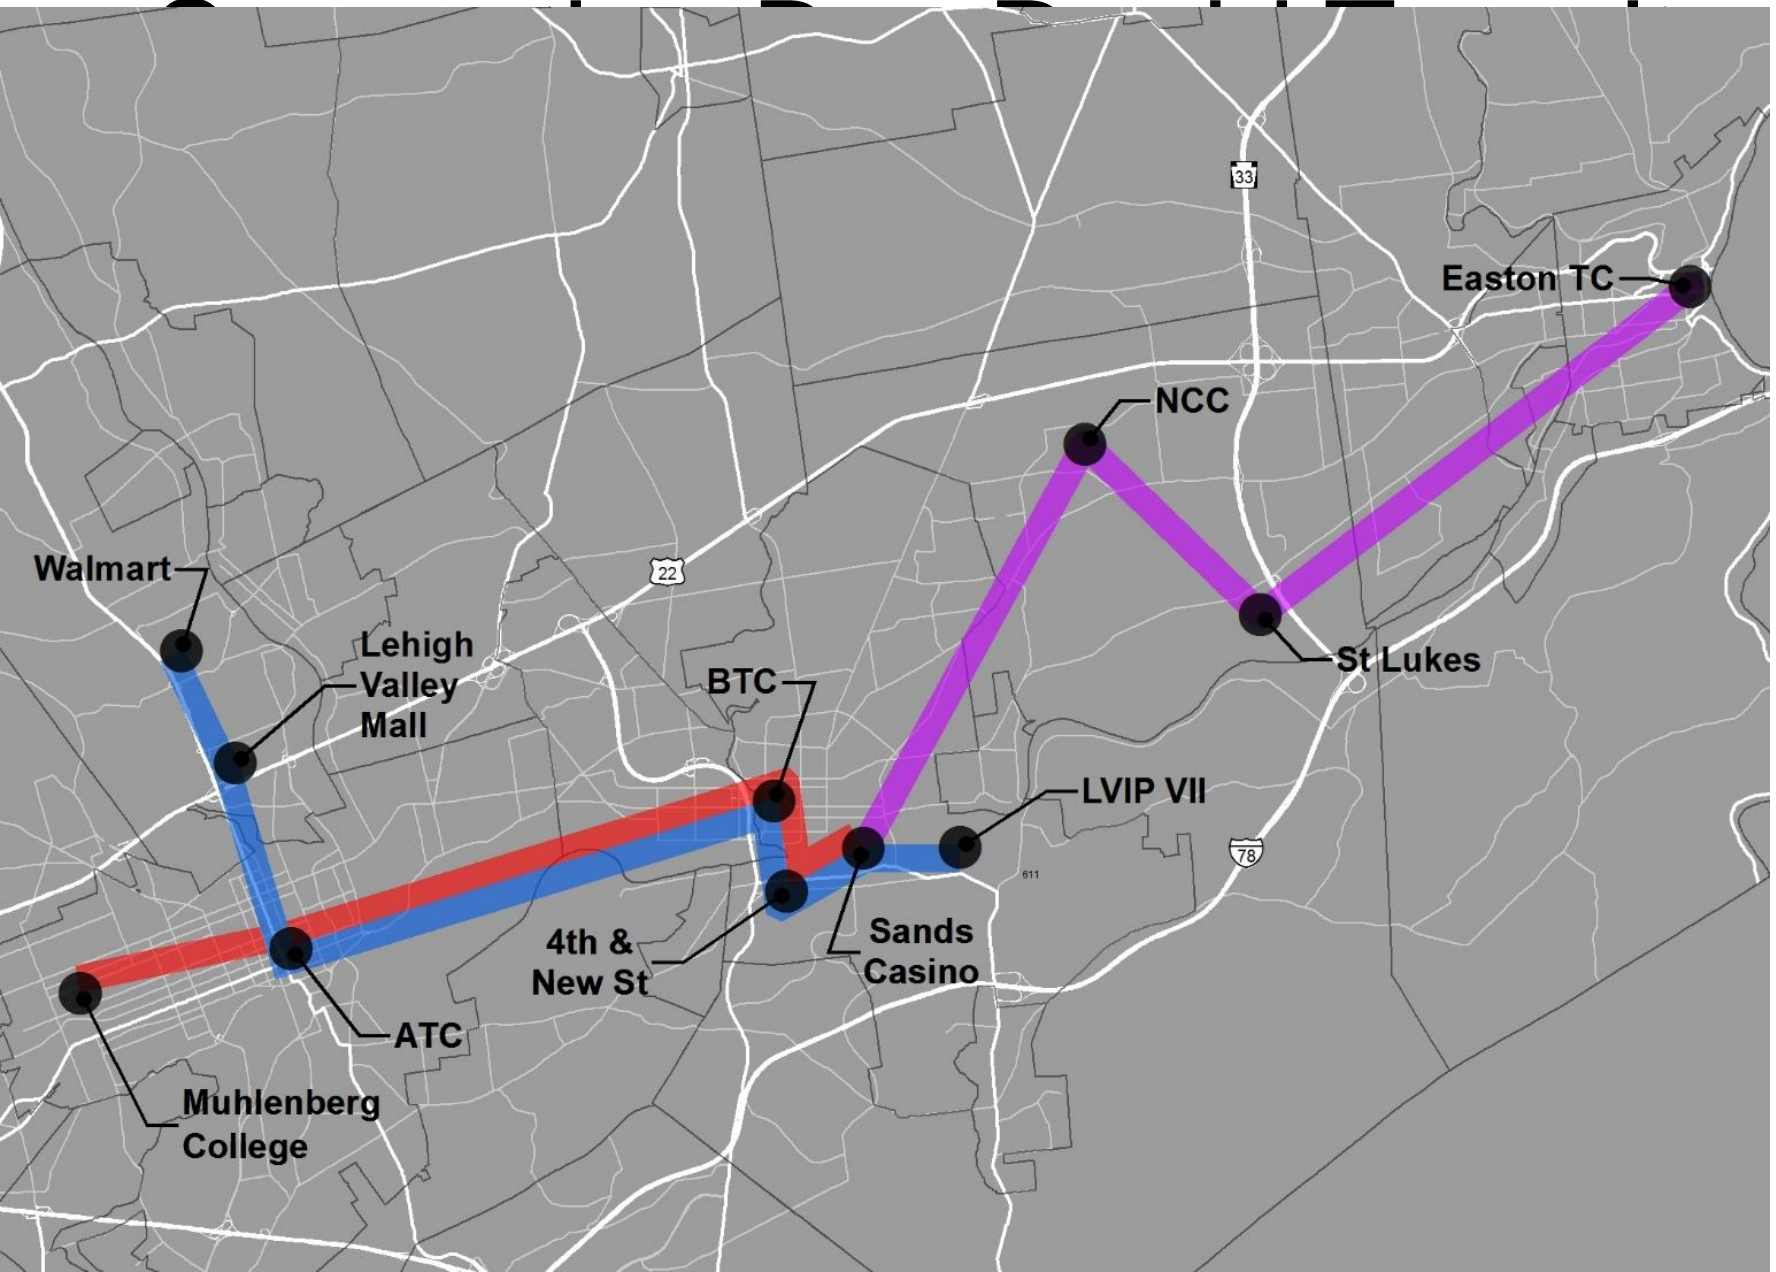 33
Easton TC
NCC
Walmart
22
Lehigh
Valley
Mall
St Lukes
BTC
LVIP VII
78
611
4th &
New St
Sands
Casino
ATC
Muhlenberg
College